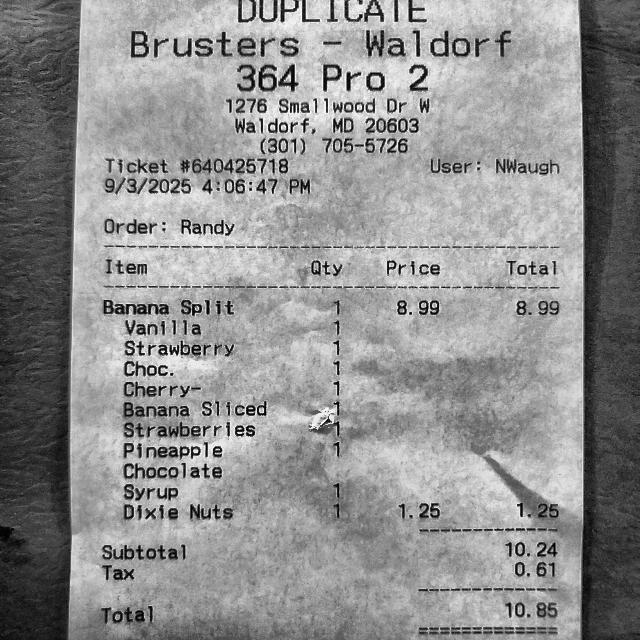 DUPLICATE
Brusters - Waldorf
364 Pro 2
1276 Smallwood Dr W
Waldorf, MD 20603
(301) 705-5726
Ticket #640425718 User: NWaugh
9/3/2025 4:06:47 PM
Order: Randy
Item Qty Price Total
Banana Split 1 8.99 8.99
Vanilla 1
Strawberry 1
Choc. 1
Cherry- 1
Banana Sliced 1
Strawberries 1
Pineapple 1
Chocolate
Syrup 1
Dixie Nuts 1 1.25 1.25
Subtotal 10.24
Tax 0.61
Total 10.85